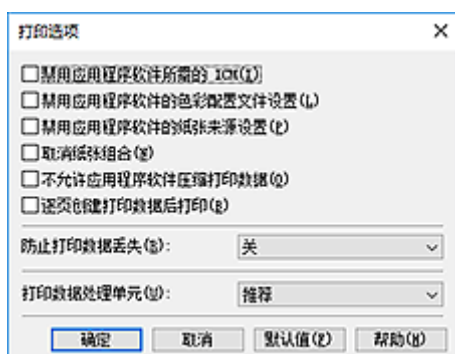 打印选项
禁用应用程序软件所需的 ICM(I)
禁用应用程序软件的色彩配置文件设置(L)
禁用应用程序软件的纸张来源设置(P)
取消纸张组合(N)
不允许应用程序软件压缩打印数据(O)
逐页创建打印数据后打印(R)
防止打印数据丢失(S): 关
打印数据处理单元(U): 推荐
确定 取消 默认值(F) 帮助(H)